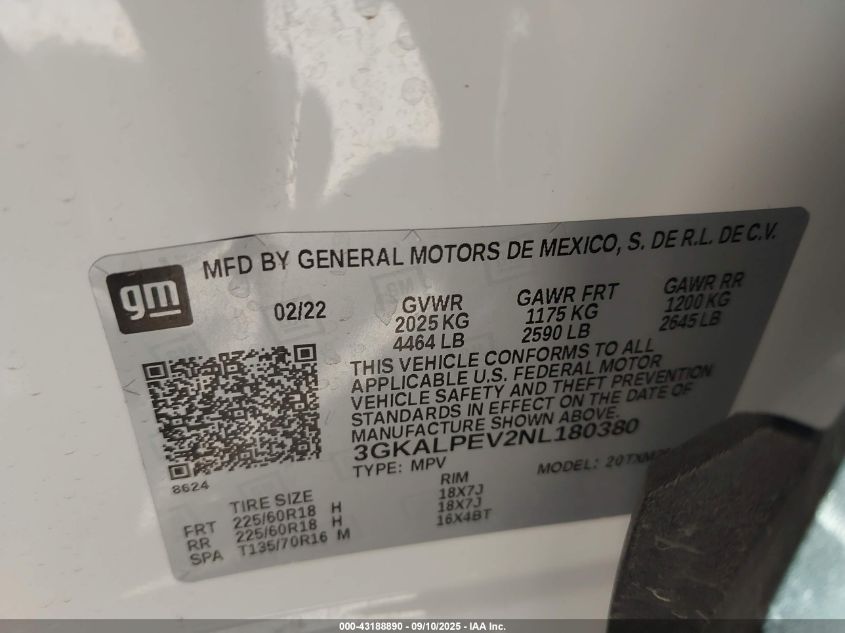 gm
MFD BY GENERAL MOTORS DE MEXICO, S. DE R.L. DE C.V.
02/22
GVWR
2025 KG
4464 LB
GAWR FRT
1175 KG
2590 LB
GAWR RR
1200 KG
2645 LB
THIS VEHICLE CONFORMS TO ALL
APPLICABLE U.S. FEDERAL MOTOR
VEHICLE SAFETY AND THEFT PREVENTION
STANDARDS IN EFFECT ON THE DATE OF
MANUFACTURE SHOWN ABOVE.
3GKALPEV2NL180380
TYPE: MPV
MODEL:
8624
TIRE SIZE
RIM
FRT 225/60R18 H 18X7J
RR 225/60R18 H 18X7J
SPA T135/70R16 M 16X4BT
000-43188890 - 09/10/2025 - IAA Inc.